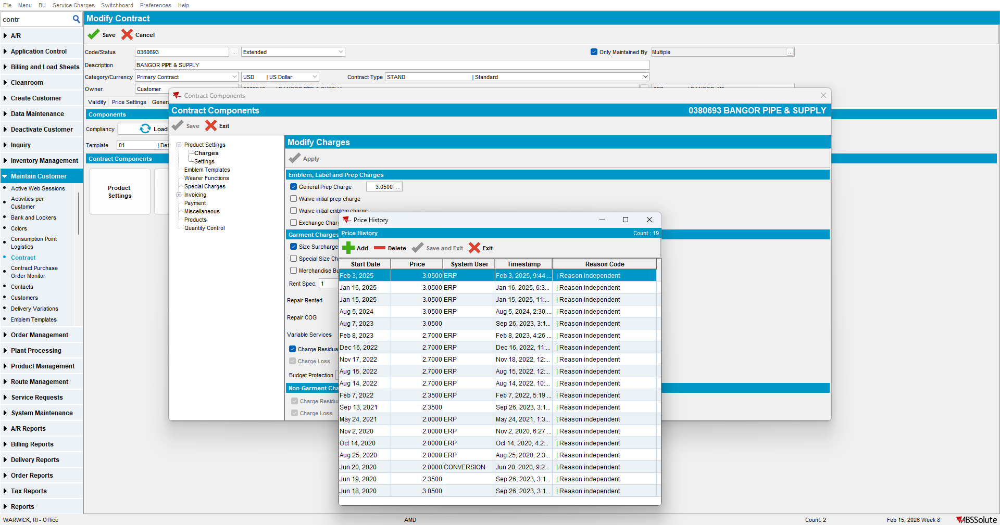 File Menu BU Service Charges Switchboard Preferences Help
contr
A/R
Application Control
Billing and Load Sheets
Cleanroom
Create Customer
Data Maintenance
Deactivate Customer
Inquiry
Inventory Management
Maintain Customer
Active Web Sessions
Activities per
Customer
Bank and Lockers
Colors
Consumption Point
Logistics
Contract
Contract Purchase
Order Monitor
Contacts
Customers
Delivery Variations
Emblem Templates
Order Management
Plant Processing
Product Management
Route Management
Service Requests
System Maintenance
A/R Reports
Billing Reports
Delivery Reports
Order Reports
Tax Reports
Reports
Modify Contract
Save Cancel
Code/Status 0380693 ... Extended Only Maintained By Multiple ...
Description BANGOR PIPE & SUPPLY
Category/Currency Primary Contract USD | US Dollar Contract Type STAND | Standard
Owner Customer
Validity Price Settings Genera
Components
Compliancy Load
Template 01 | Def
Contract Components
Product
Settings
Contract Components
Contract Components 0380693 BANGOR PIPE & SUPPLY
Save Exit
Product Settings
Charges
Settings
Emblem Templates
Wearer Functions
Special Charges
Invoicing
Payment
Miscellaneous
Products
Quantity Control
Modify Charges
Apply
Emblem, Label and Prep Charges
General Prep Charge 3.0500 ...
Waive initial prep charge
Waive initial emblem charge
Exchange Char
Garment Charges
Size Surcharge
Special Size Ch
Merchandise Bu
Rent Spec. 1
Repair Rented
Repair COG
Variable Services
Charge Residua
Charge Loss
Budget Protection
Non-Garment Cha
Charge Residua
Charge Loss
Price History
Price History Count : 19
Add Delete Save and Exit Exit
Start Date Price System User Timestamp Reason Code
Feb 3, 2025 3.0500 ERP Feb 3, 2025, 9:44 ... | Reason independent
Jan 16, 2025 3.0500 ERP Jan 16, 2025, 6:3... | Reason independent
Jan 15, 2025 3.0500 ERP Jan 15, 2025, 11:... | Reason independent
Aug 5, 2024 3.0500 ERP Aug 5, 2024, 2:30 ... | Reason independent
Aug 7, 2023 3.0500 Sep 26, 2023, 3:1... | Reason independent
Feb 8, 2023 2.7000 ERP Feb 8, 2023, 4:26 ... | Reason independent
Dec 16, 2022 2.7000 ERP Dec 16, 2022, 11:... | Reason independent
Nov 17, 2022 2.7000 ERP Nov 18, 2022, 12:... | Reason independent
Aug 15, 2022 2.7000 ERP Aug 15, 2022, 12:... | Reason independent
Aug 14, 2022 2.7000 ERP Aug 14, 2022, 10:... | Reason independent
Feb 7, 2022 2.3500 ERP Feb 7, 2022, 5:19 ... | Reason independent
Sep 13, 2021 2.3500 Sep 26, 2023, 3:1... | Reason independent
May 24, 2021 2.0000 ERP May 24, 2021, 1:3... | Reason independent
Nov 2, 2020 2.0000 ERP Nov 2, 2020, 6:27 ... | Reason independent
Oct 14, 2020 2.0000 ERP Oct 14, 2020, 4:2... | Reason independent
Aug 25, 2020 2.0000 ERP Aug 25, 2020, 2:3... | Reason independent
Jun 20, 2020 2.0000 CONVERSION Jun 20, 2020, 9:2... | Reason independent
Jun 19, 2020 2.3500 Sep 26, 2023, 3:1... | Reason independent
Jun 18, 2020 3.0500 Sep 26, 2023, 3:1... | Reason independent
WARWICK, RI - Office AMD Count: 2 Feb 15, 2026 Week 8 ABSSolute